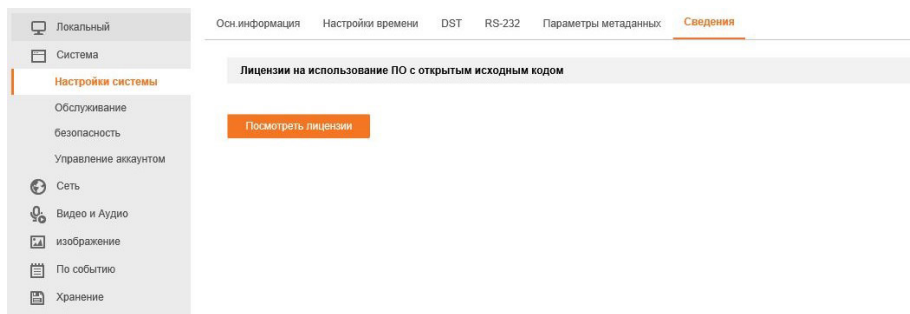 Локальный
Система
Настройки системы
Обслуживание
безопасность
Управление аккаунтом
Сеть
Видео и Аудио
изображение
По событию
Хранение
Осн.информация Настройки времени DST RS-232 Параметры метаданных Сведения
Лицензии на использование ПО с открытым исходным кодом
Посмотреть лицензии